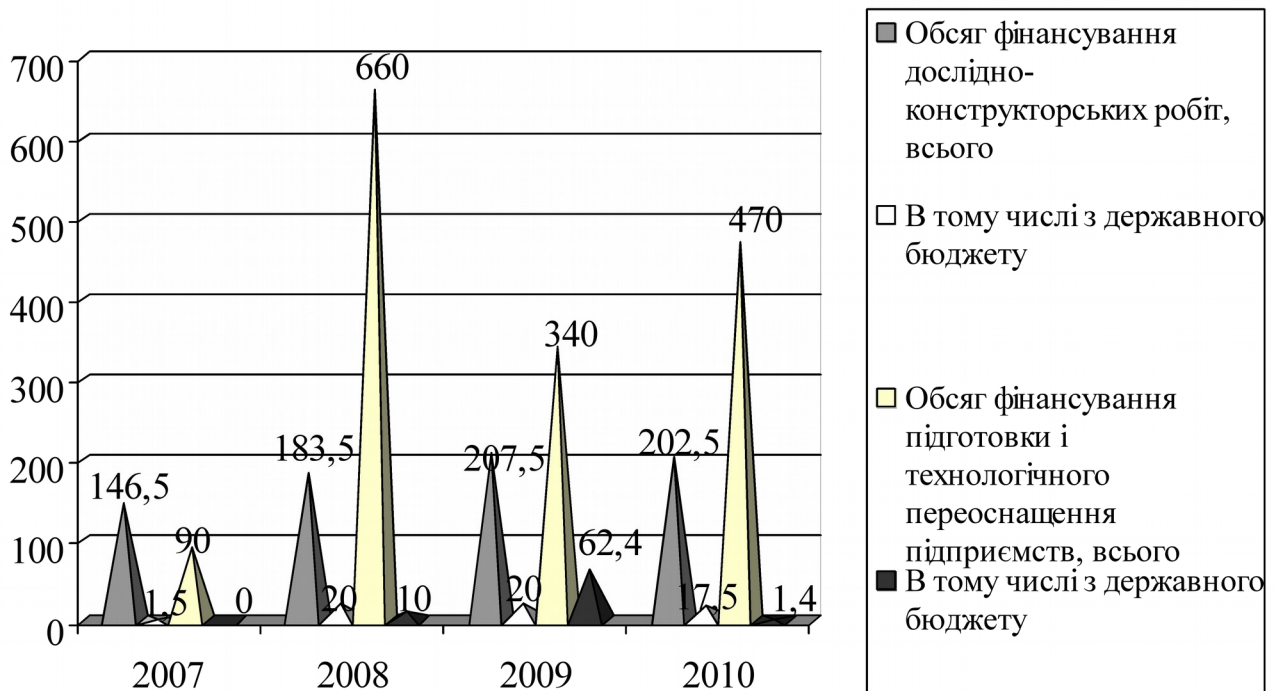 700
600
500
400
300
200
100
0
146,5
1,5
90
0
183,5
20
660
10
207,5
20
340
62,4
202,5
17,5
470
1,4
2007
2008
2009
2010
Обсяг фінансування
дослідно-
конструкторських робіт,
всього
В тому числі з державного
бюджету
Обсяг фінансування
підготовки і
технологічного
переоснащення
підприємств, всього
В тому числі з державного
бюджету